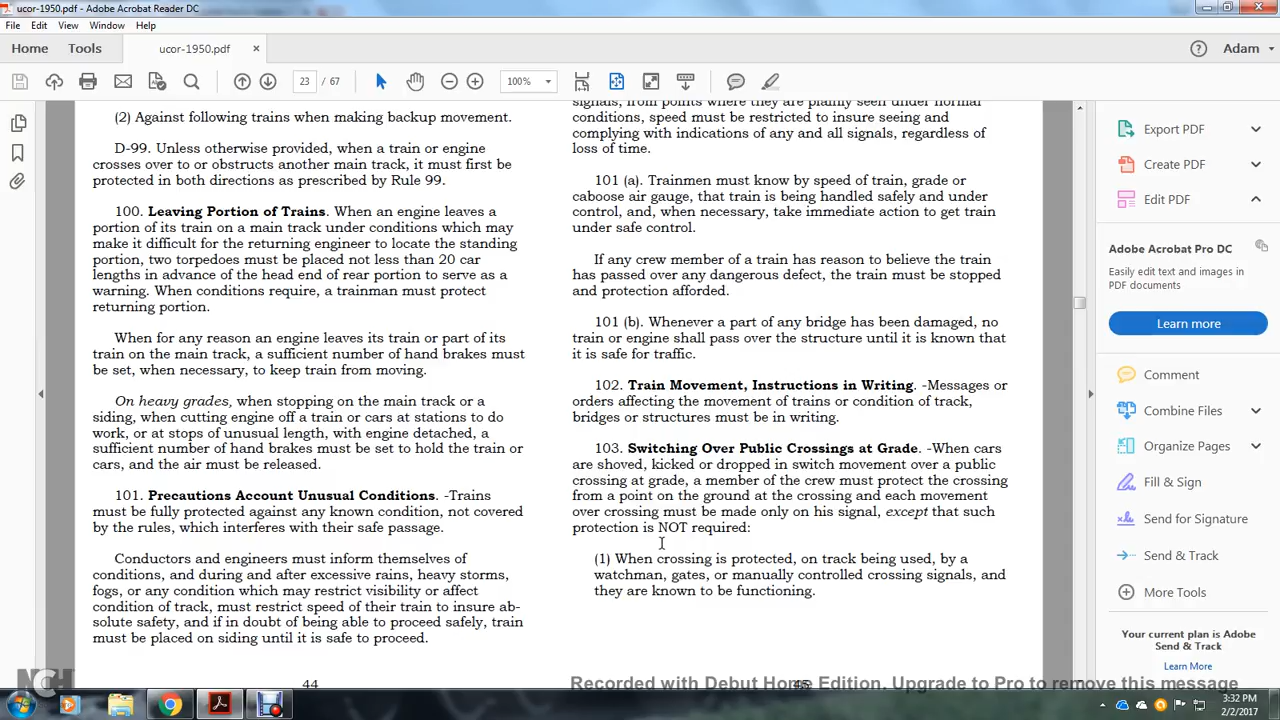 ucor-1950.pdf - Adobe Acrobat Reader DC
File Edit View Window Help
Home Tools ucor-1950.pdf × Adam
23 / 67 100%
(2) Against following trains when making backup movement.
D-99. Unless otherwise provided, when a train or engine
crosses over to or obstructs another main track, it must first be
protected in both directions as prescribed by Rule 99.
100. Leaving Portion of Trains. When an engine leaves a
portion of its train on a main track under conditions which may
make it difficult for the returning engineer to locate the standing
portion, two torpedoes must be placed not less than 20 car
lengths in advance of the head end of rear portion to serve as a
warning. When conditions require, a trainman must protect
returning portion.
When for any reason an engine leaves its train or part of its
train on the main track, a sufficient number of hand brakes must
be set, when necessary, to keep train from moving.
On heavy grades, when stopping on the main track or a
siding, when cutting engine off a train or cars at stations to do
work, or at stops of unusual length, with engine detached, a
sufficient number of hand brakes must be set to hold the train or
cars, and the air must be released.
101. Precautions Account Unusual Conditions. -Trains
must be fully protected against any known condition, not covered
by the rules, which interferes with their safe passage.
Conductors and engineers must inform themselves of
conditions, and during and after excessive rains, heavy storms,
fogs, or any condition which may restrict visibility or affect
condition of track, must restrict speed of their train to insure ab-
solute safety, and if in doubt of being able to proceed safely, train
must be placed on siding until it is safe to proceed.
44
signals, from points where they are plainly seen under normal
conditions, speed must be restricted to insure seeing and
complying with indications of any and all signals, regardless of
loss of time.
101 (a). Trainmen must know by speed of train, grade or
caboose air gauge, that train is being handled safely and under
control, and, when necessary, take immediate action to get train
under safe control.
If any crew member of a train has reason to believe the train
has passed over any dangerous defect, the train must be stopped
and protection afforded.
101 (b). Whenever a part of any bridge has been damaged, no
train or engine shall pass over the structure until it is known that
it is safe for traffic.
102. Train Movement, Instructions in Writing. -Messages or
orders affecting the movement of trains or condition of track,
bridges or structures must be in writing.
103. Switching Over Public Crossings at Grade. -When cars
are shoved, kicked or dropped in switch movement over a public
crossing at grade, a member of the crew must protect the crossing
from a point on the ground at the crossing and each movement
over crossing must be made only on his signal, except that such
protection is NOT required:
(1) When crossing is protected, on track being used, by a
watchman, gates, or manually controlled crossing signals, and
they are known to be functioning.
45
Export PDF
Create PDF
Edit PDF
Adobe Acrobat Pro DC
Easily edit text and images in
PDF documents
Learn more
Comment
Combine Files
Organize Pages
Fill & Sign
Send for Signature
Send & Track
More Tools
Your current plan is Adobe
Send & Track
Learn More
NCH
Recorded with Debut Home Edition. Upgrade to Pro to remove this message
3:32 PM
2/2/2017